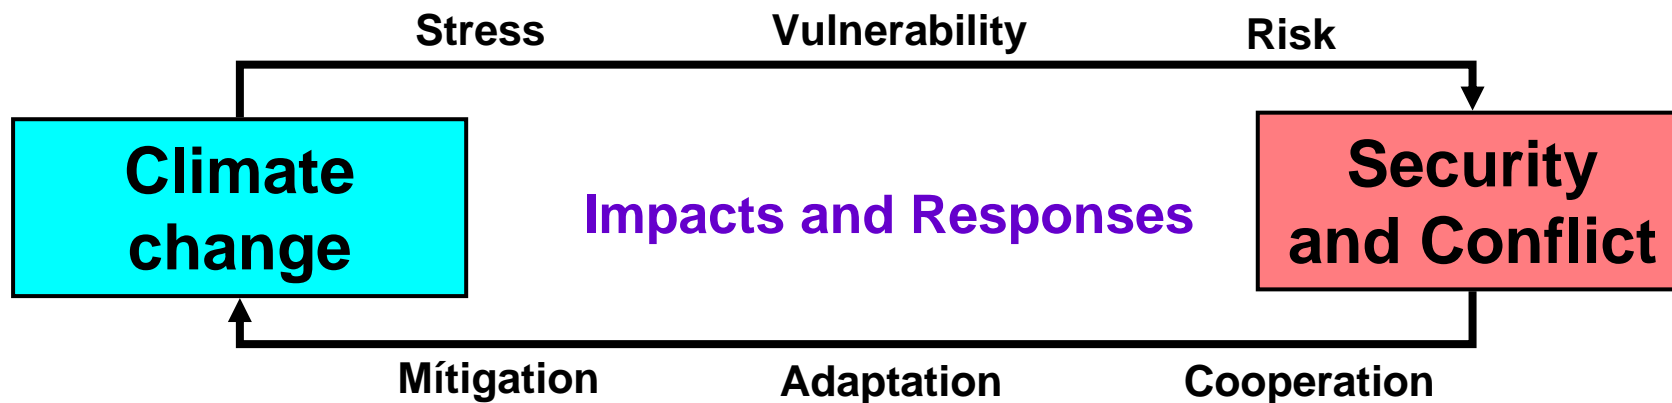 Stress Vulnerability Risk
Climate
change
Impacts and Responses
Security
and Conflict
Mítigation Adaptation Cooperation